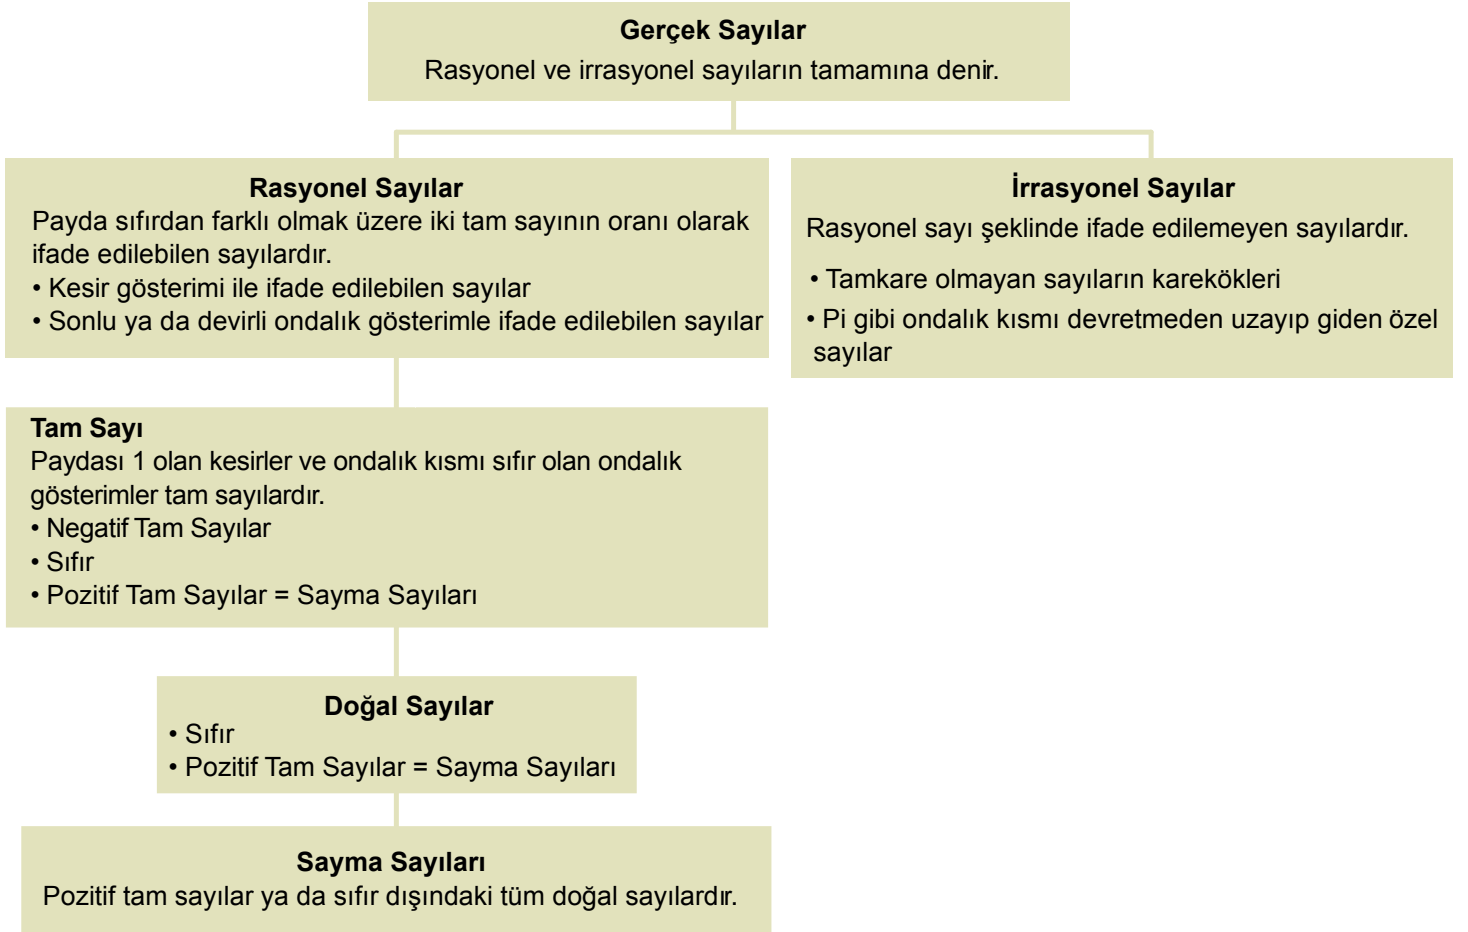 Gerçek Sayılar
Rasyonel ve irrasyonel sayıların tamamına denir.
Rasyonel Sayılar
Payda sıfırdan farklı olmak üzere iki tam sayının oranı olarak
ifade edilebilen sayılardır.
• Kesir gösterimi ile ifade edilebilen sayılar
• Sonlu ya da devirli ondalık gösterimle ifade edilebilen sayılar
İrrasyonel Sayılar
Rasyonel sayı şeklinde ifade edilemeyen sayılardır.
• Tamkare olmayan sayıların karekökleri
• Pi gibi ondalık kısmı devretmeden uzayıp giden özel
sayılar
Tam Sayı
Paydası 1 olan kesirler ve ondalık kısmı sıfır olan ondalık
gösterimler tam sayılardır.
• Negatif Tam Sayılar
• Sıfır
• Pozitif Tam Sayılar = Sayma Sayıları
Doğal Sayılar
• Sıfır
• Pozitif Tam Sayılar = Sayma Sayıları
Sayma Sayıları
Pozitif tam sayılar ya da sıfır dışındaki tüm doğal sayılardır.